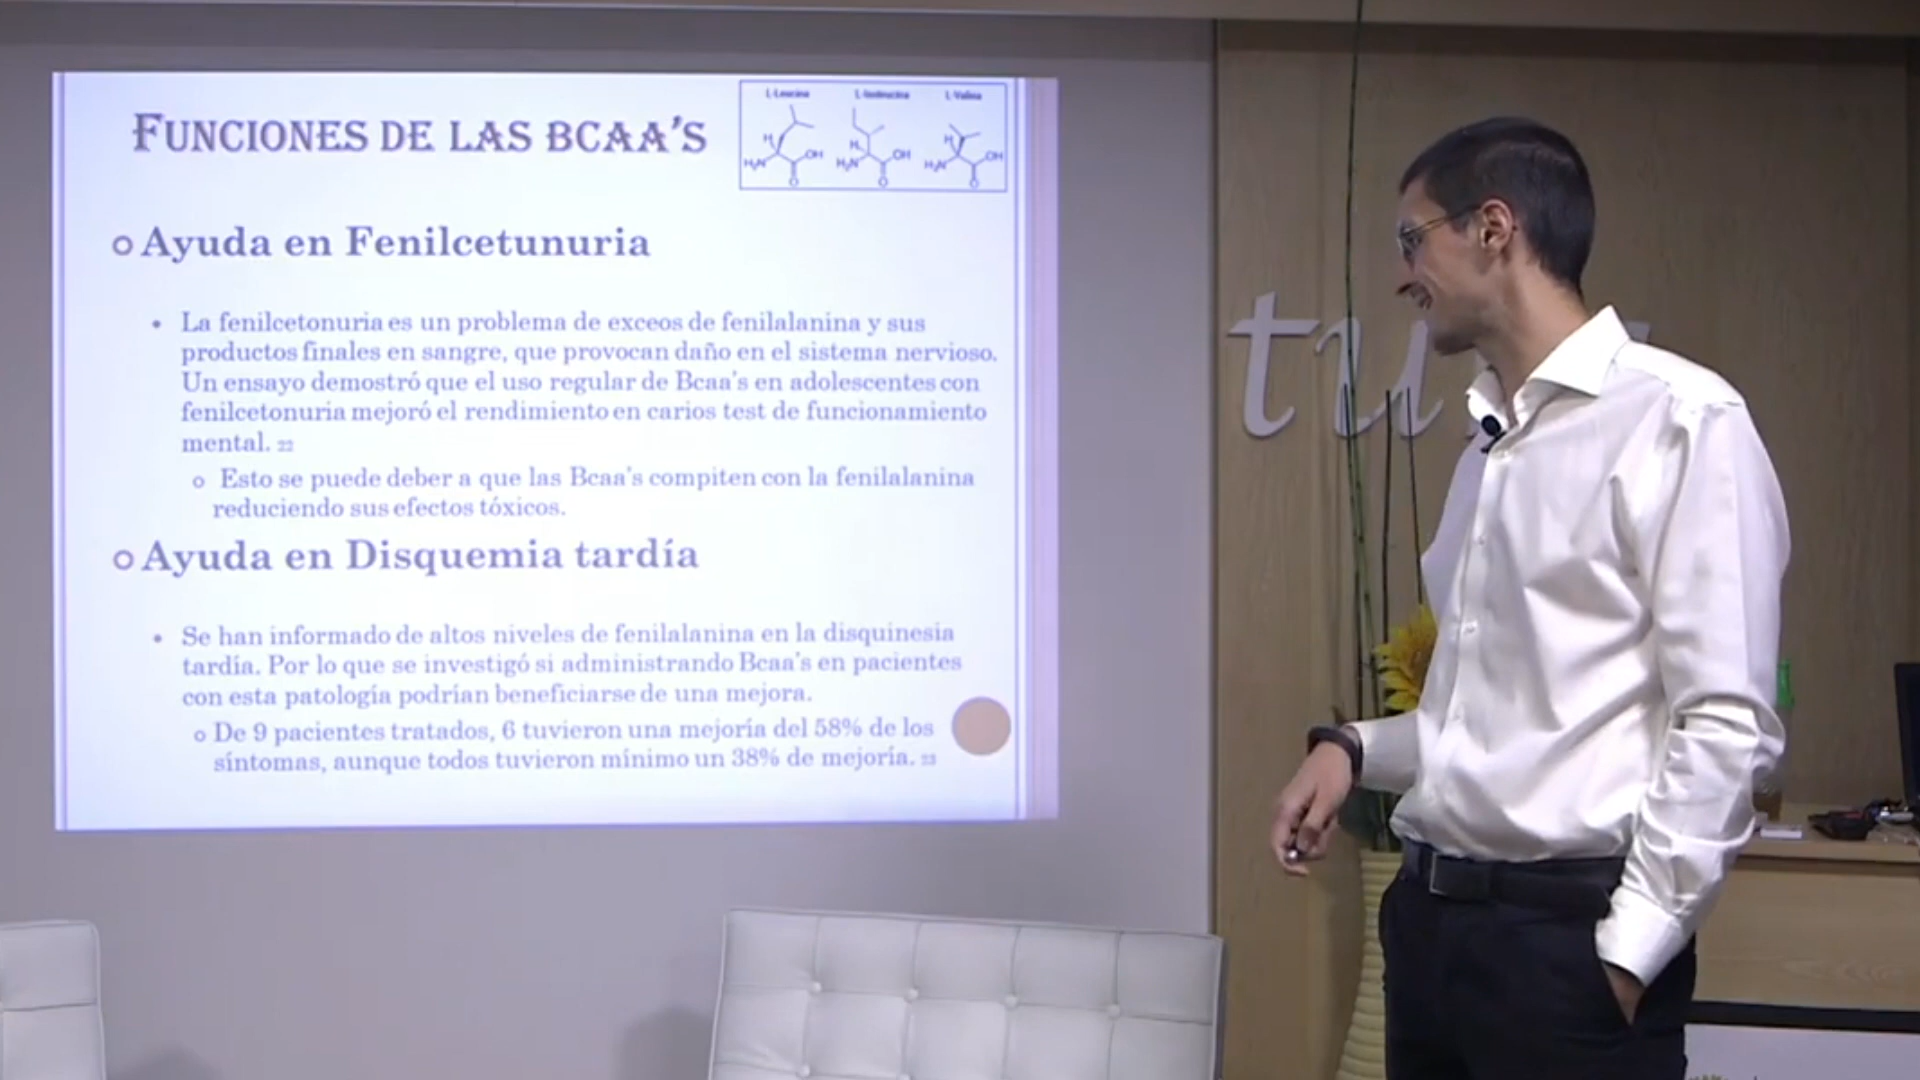 FUNCIONES DE LAS BCAA'S
L-Leucina L-Isoleucina L-Valina
H H H
H₂N OH H₂N OH H₂N OH
O O O
Ayuda en Fenilcetunuria
La fenilcetonuria es un problema de exceos de fenilalanina y sus
productos finales en sangre, que provocan daño en el sistema nervioso.
Un ensayo demostró que el uso regular de Bcaa's en adolescentes con
fenilcetonuria mejoró el rendimiento en carios test de funcionamiento
mental. 22
Esto se puede deber a que las Bcaa's compiten con la fenilalanina
reduciendo sus efectos tóxicos.
Ayuda en Disquemia tardía
Se han informado de altos niveles de fenilalanina en la disquinesia
tardía. Por lo que se investigó si administrando Bcaa's en pacientes
con esta patología podrían beneficiarse de una mejora.
De 9 pacientes tratados, 6 tuvieron una mejoría del 58% de los
síntomas, aunque todos tuvieron mínimo un 38% de mejoría. 23